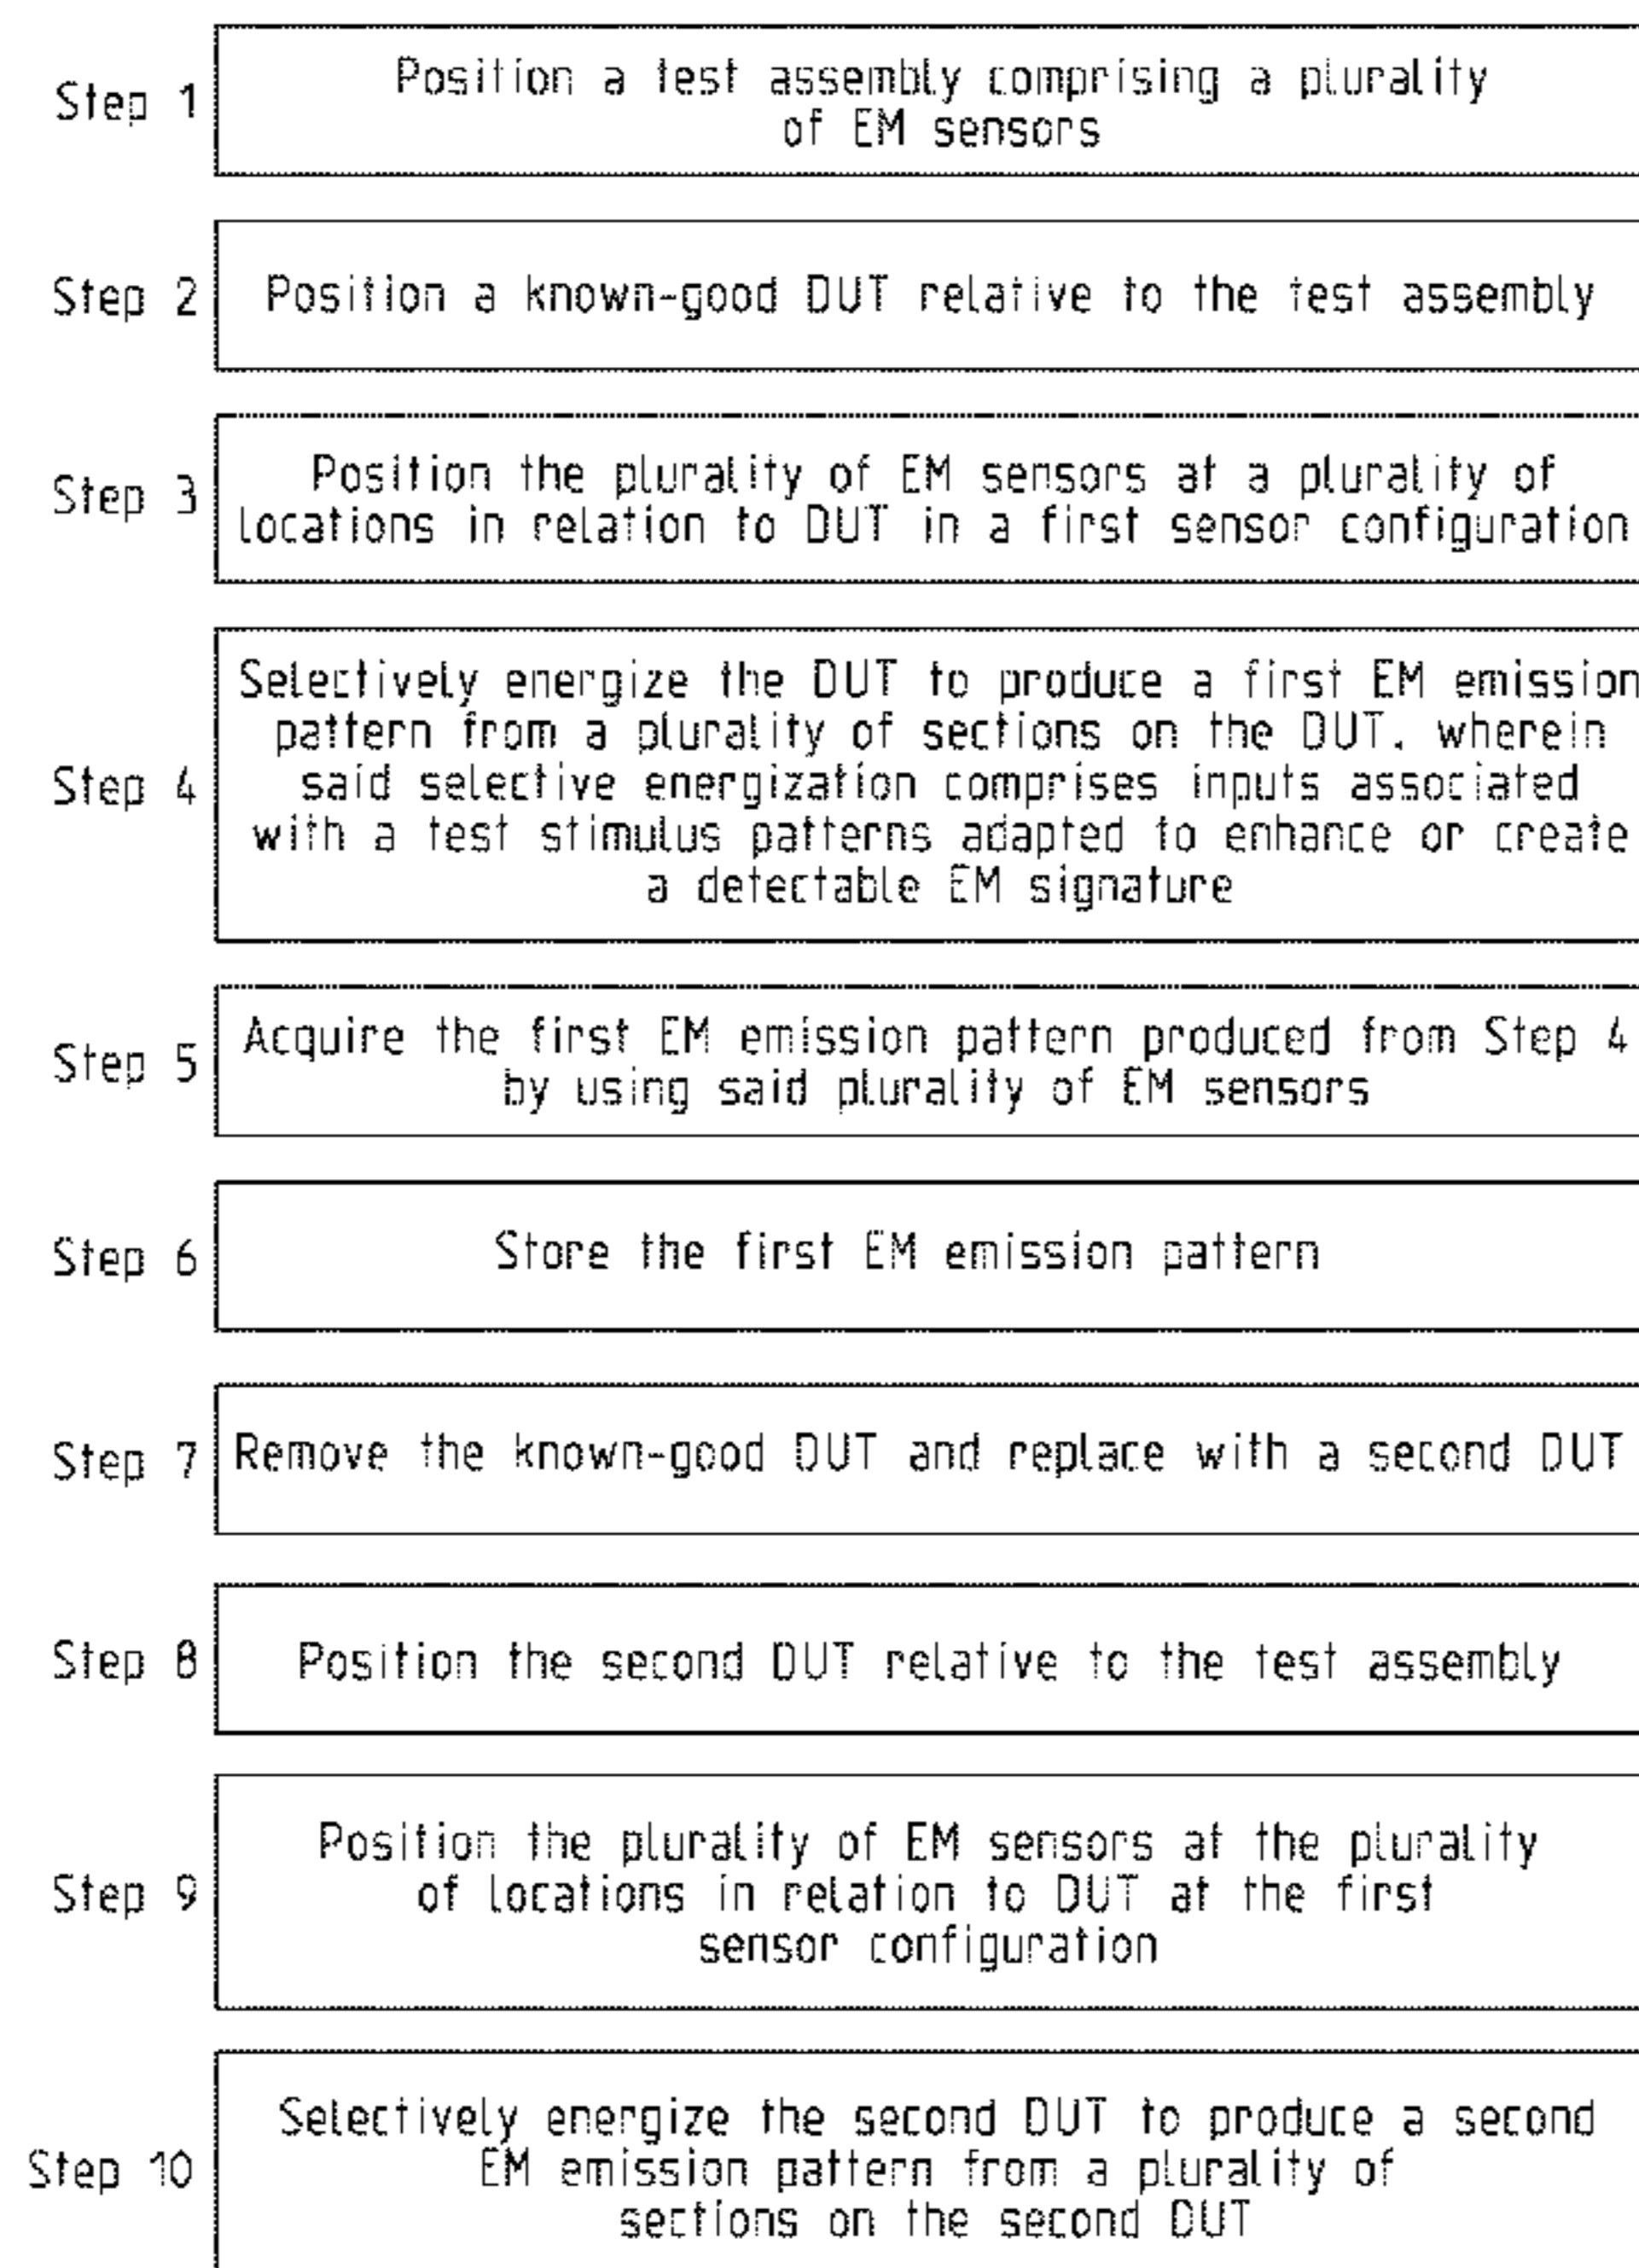 Step 1
Position a test assembly comprising a plurality
of EM sensors
Step 2
Position a known-good DUT relative to the test assembly
Step 3
Position the plurality of EM sensors at a plurality of
locations in relation to DUT in a first sensor configuration
Step 4
Selectively energize the DUT to produce a first EM emission
pattern from a plurality of sections on the DUT, wherein
said selective energization comprises inputs associated
with a test stimulus patterns adapted to enhance or create
a detectable EM signature
Step 5
Acquire the first EM emission pattern produced from Step 4
by using said plurality of EM sensors
Step 6
Store the first EM emission pattern
Step 7
Remove the known-good DUT and replace with a second DUT
Step 8
Position the second DUT relative to the test assembly
Step 9
Position the plurality of EM sensors at the plurality
of locations in relation to DUT at the first
sensor configuration
Step 10
Selectively energize the second DUT to produce a second
EM emission pattern from a plurality of
sections on the second DUT